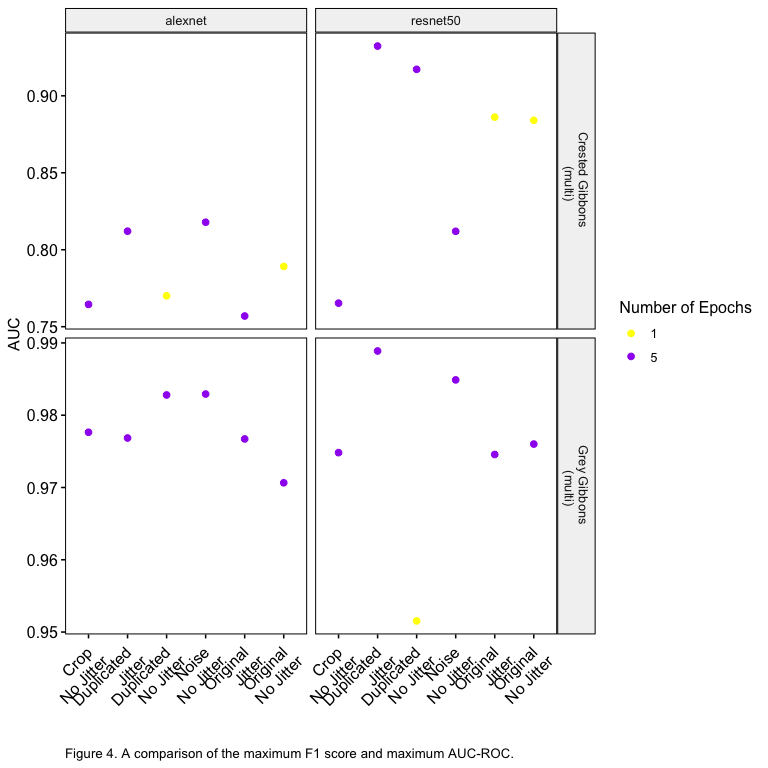 alexnet
resnet50
0.90
0.85
0.80
0.75
Crested Gibbons
(multi)
AUC
0.99
0.98
0.97
0.96
0.95
Grey Gibbons
(multi)
Number of Epochs
1
5
Crop
No Jitter
Duplicated
Jitter
Duplicated
No Jitter
Noise
No Jitter
Original
Jitter
Original
No Jitter
Crop
No Jitter
Duplicated
Jitter
Duplicated
No Jitter
Noise
No Jitter
Original
Jitter
Original
No Jitter
Figure 4. A comparison of the maximum F1 score and maximum AUC-ROC.